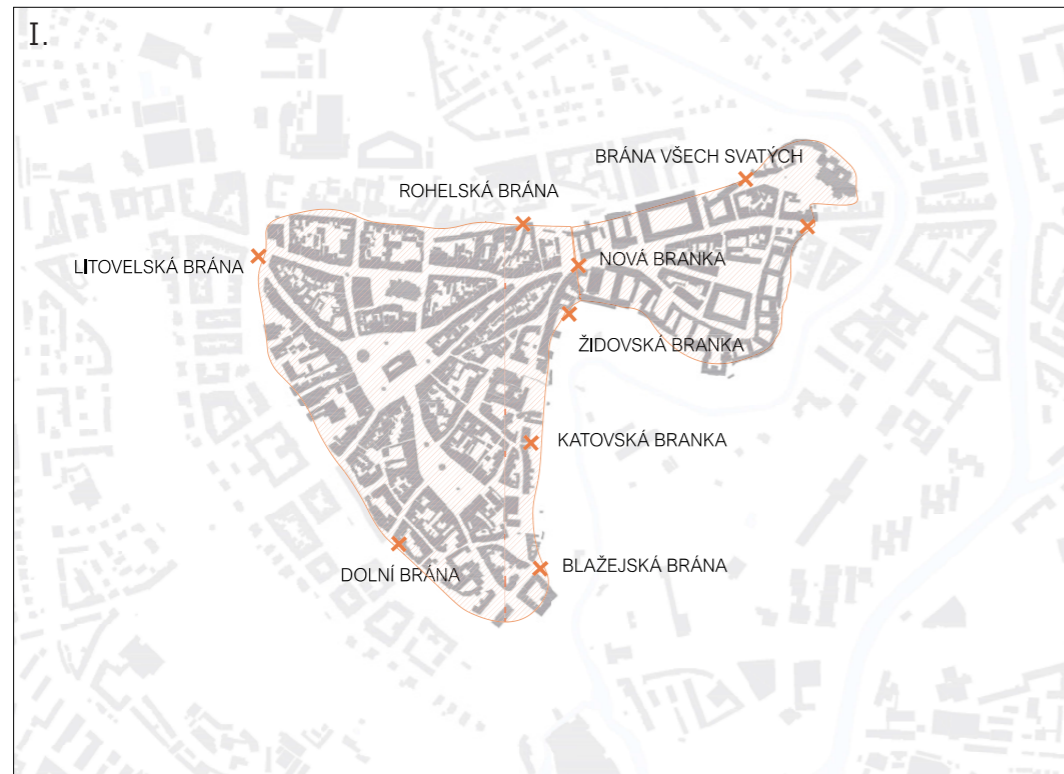 I.
BRÁNA VŠECH SVATÝCH
ROHELSKÁ BRÁNA
LITOVELSKÁ BRÁNA
NOVÁ BRANKA
ŽIDOVSKÁ BRANKA
KATOVSKÁ BRANKA
BLAŽEJSKÁ BRÁNA
DOLNÍ BRÁNA